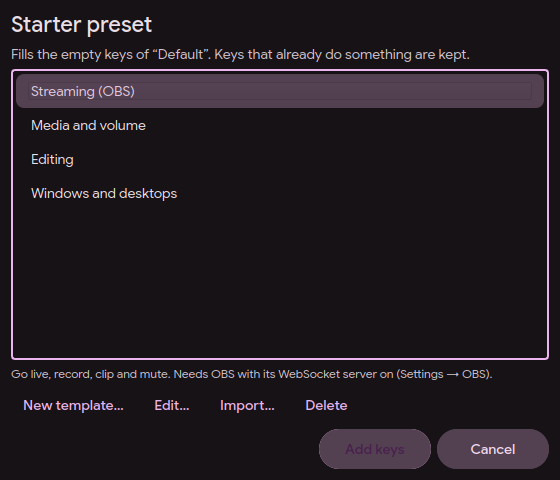 Starter preset
Fills the empty keys of “Default”. Keys that already do something are kept.
Streaming (OBS)
Media and volume
Editing
Windows and desktops
Go live, record, clip and mute. Needs OBS with its WebSocket server on (Settings → OBS).
New template... Edit... Import... Delete
Add keys Cancel